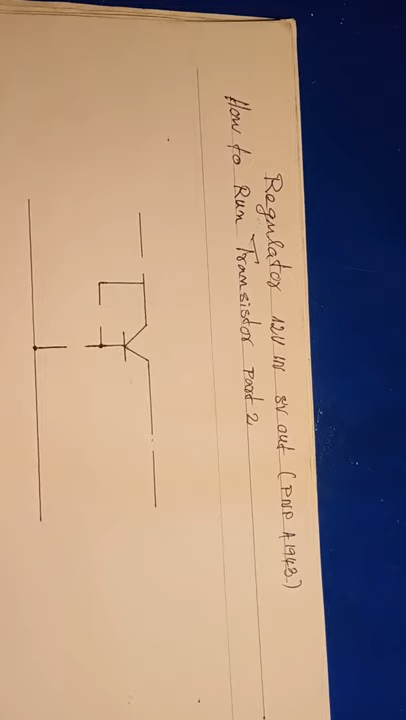 Regulator 12V IN 5V out (PNP A1943)
How to Run Transistor Part 2